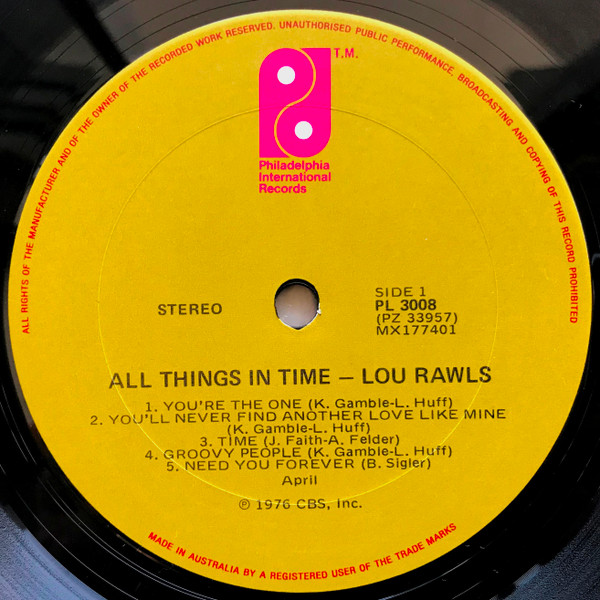 ALL RIGHTS OF THE MANUFACTURER AND OF THE OWNER OF THE RECORDED WORK RESERVED. UNAUTHORISED PUBLIC PERFORMANCE, BROADCASTING AND COPYING OF THIS RECORD PROHIBITED
T.M.
Philadelphia
International
Records
STEREO
SIDE 1
PL 3008
(PZ 33957)
MX177401
ALL THINGS IN TIME – LOU RAWLS
1. YOU'RE THE ONE (K. Gamble-L. Huff)
2. YOU'LL NEVER FIND ANOTHER LOVE LIKE MINE
(K. Gamble-L. Huff)
3. TIME (J. Faith-A. Felder)
4. GROOVY PEOPLE (K. Gamble-L. Huff)
5. NEED YOU FOREVER (B. Sigler)
April
℗ 1976 CBS, Inc.
MADE IN AUSTRALIA BY A REGISTERED USER OF THE TRADE MARKS